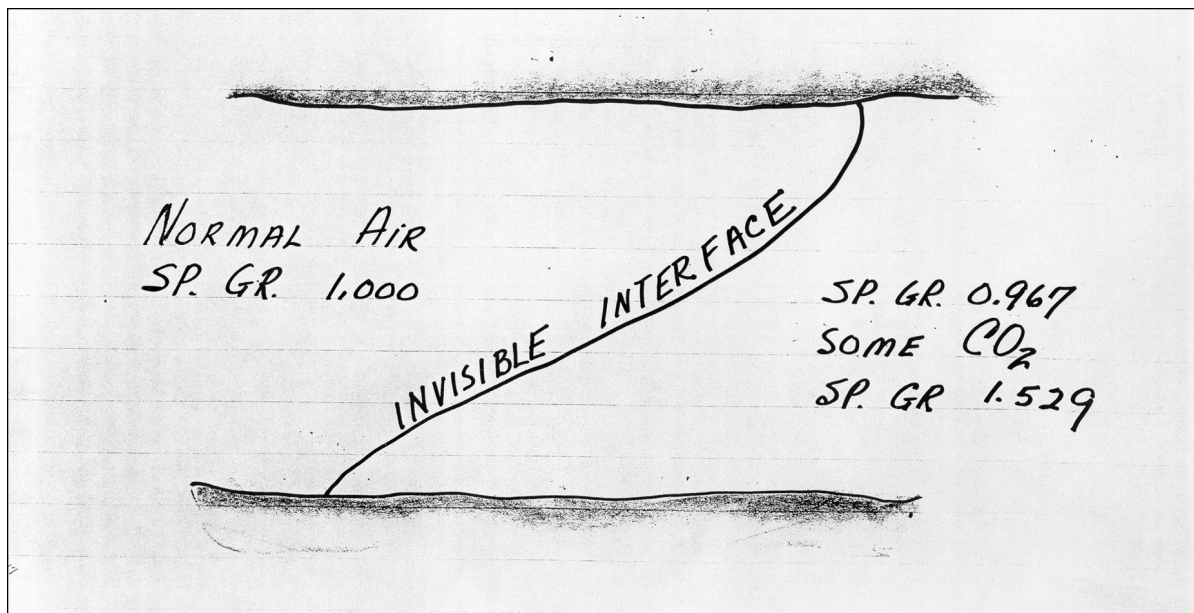 NORMAL AIR
SP. GR. 1.000
INVISIBLE INTERFACE
SP. GR. 0.967
SOME CO₂
SP. GR 1.529